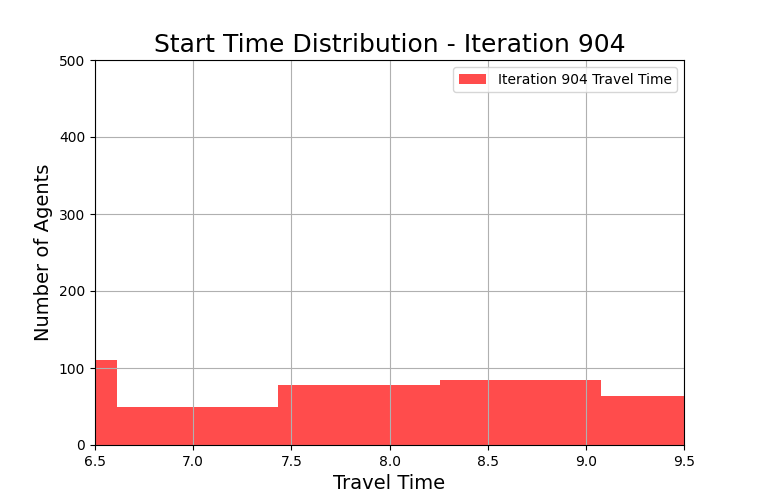 Start Time Distribution - Iteration 904
Iteration 904 Travel Time
Number of Agents
500
400
300
200
100
0
6.5 7.0 7.5 8.0 8.5 9.0 9.5
Travel Time